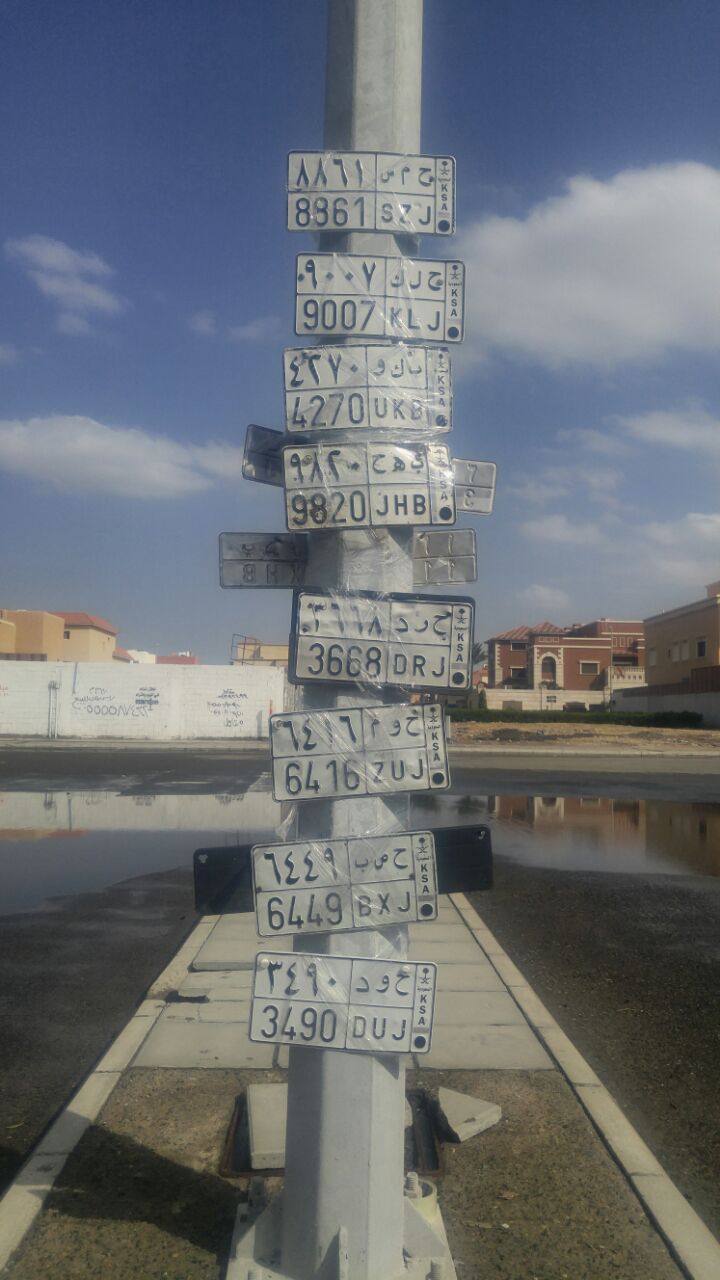 ٨٨٦١ ح م س
8861 SZJ
KSA
٩٠٠٧ ح ل ك
9007 KLJ
KSA
٤٢٧٠ ب ك و
4270 UKB
KSA
٩٨٢٠ ب ه ح
9820 JHB
KSA
٣٦٦٨ ح ر د
3668 DRJ
KSA
٦٤١٦ ح و م
6416 ZUJ
KSA
٦٤٤٩ ح ص ب
6449 BXJ
KSA
٣٤٩٠ ح و د
3490 DUJ
KSA